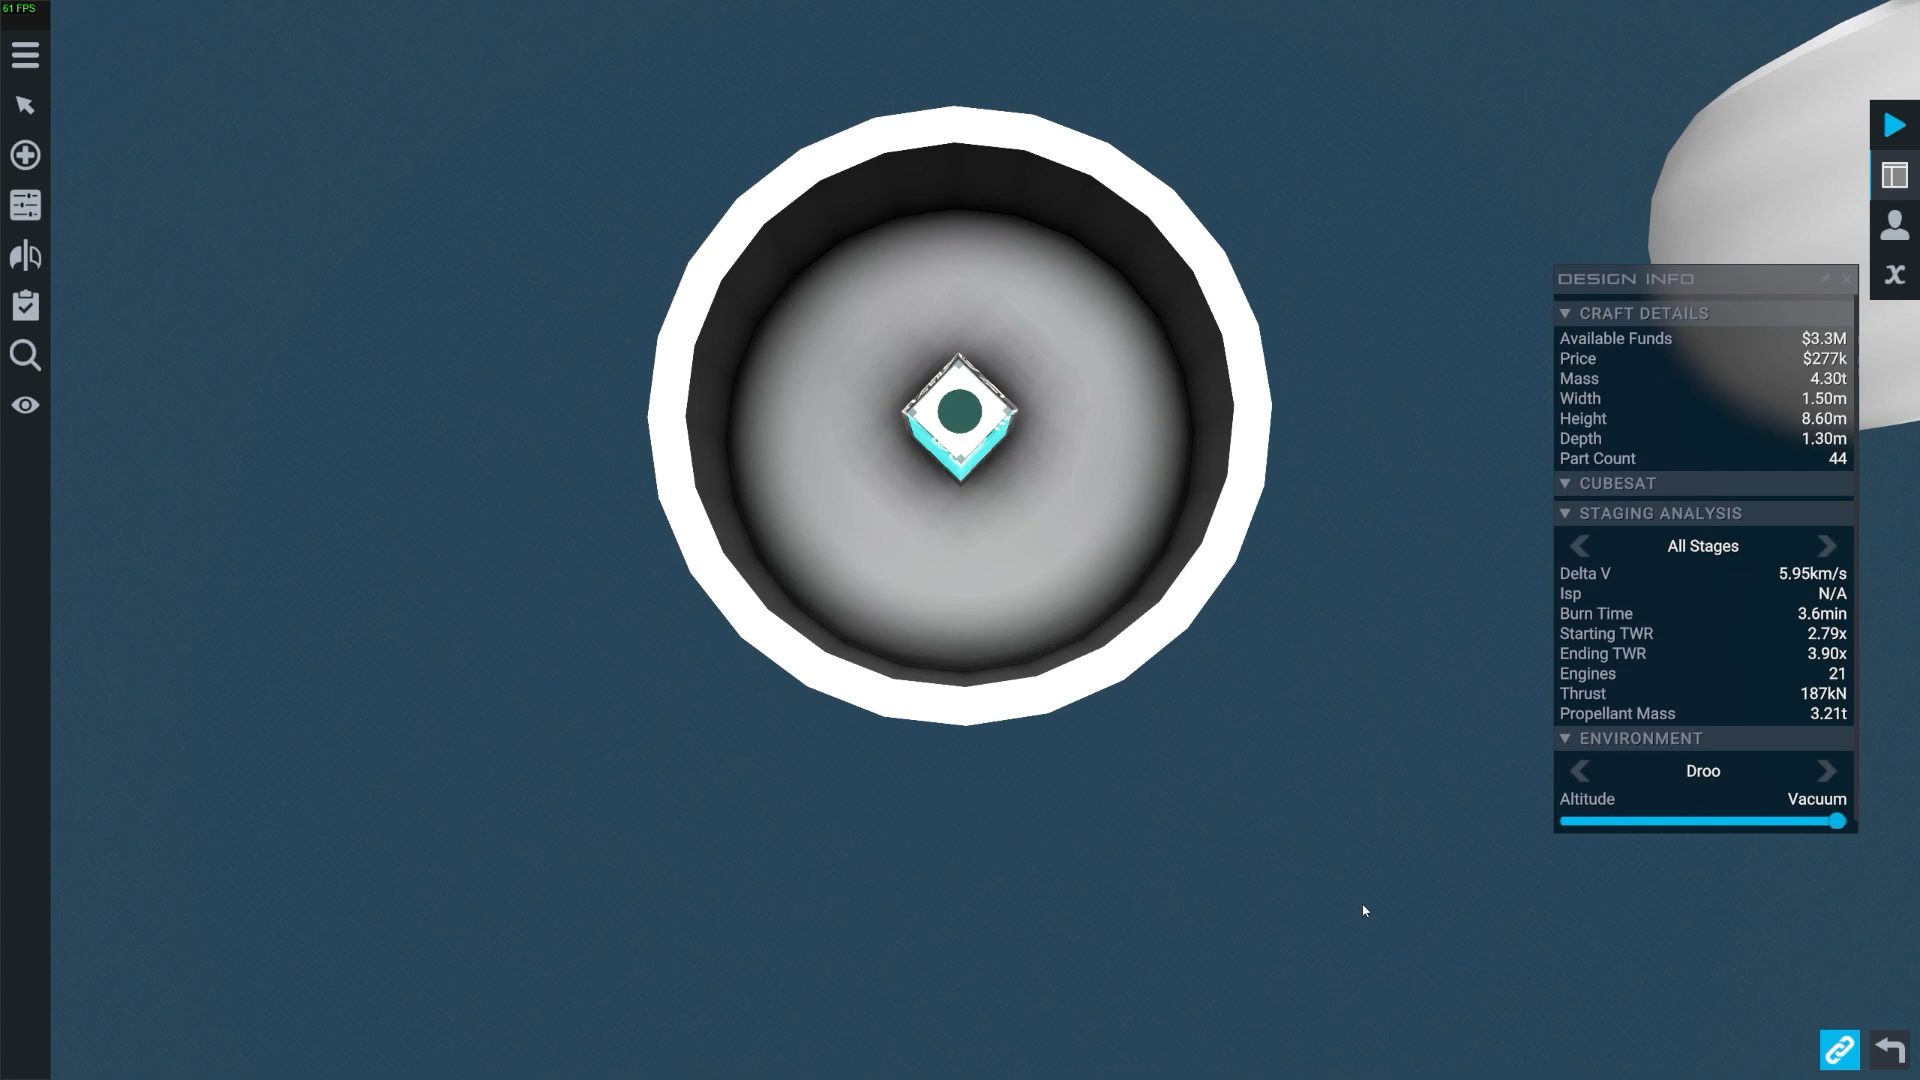 61 FPS
DESIGN INFO
CRAFT DETAILS
Available Funds $3.3M
Price $277k
Mass 4.30t
Width 1.50m
Height 8.60m
Depth 1.30m
Part Count 44
CUBESAT
STAGING ANALYSIS
All Stages
Delta V 5.95km/s
Isp N/A
Burn Time 3.6min
Starting TWR 2.79x
Ending TWR 3.90x
Engines 21
Thrust 187kN
Propellant Mass 3.21t
ENVIRONMENT
Droo
Altitude Vacuum